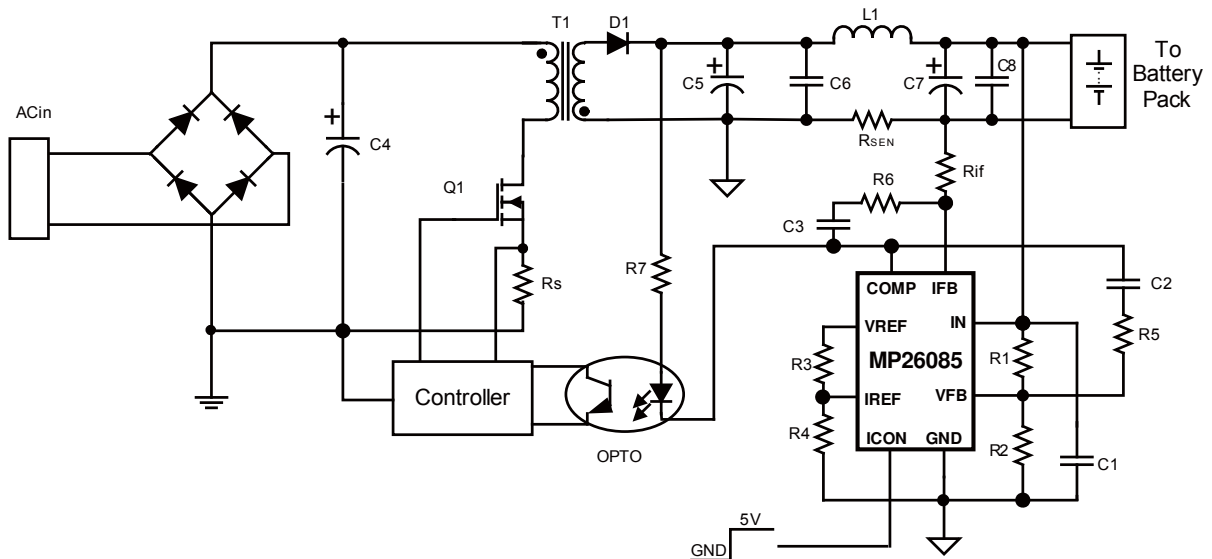 T1
D1
L1
To
Battery
Pack
C5
C6
C7
C8
ACin
C4
RSEN
Q1
Rif
R6
C3
Rs
R7
COMP
IFB
C2
VREF
IN
R5
MP26085
R1
R3
Controller
IREF
VFB
R4
ICON
GND
R2
C1
OPTO
5V
GND
+
+
+